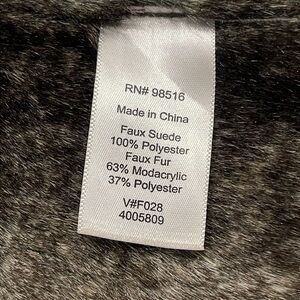 RN# 98516
Made in China
Faux Suede
100% Polyester
Faux Fur
63% Modacrylic
37% Polyester
V#F028
4005809